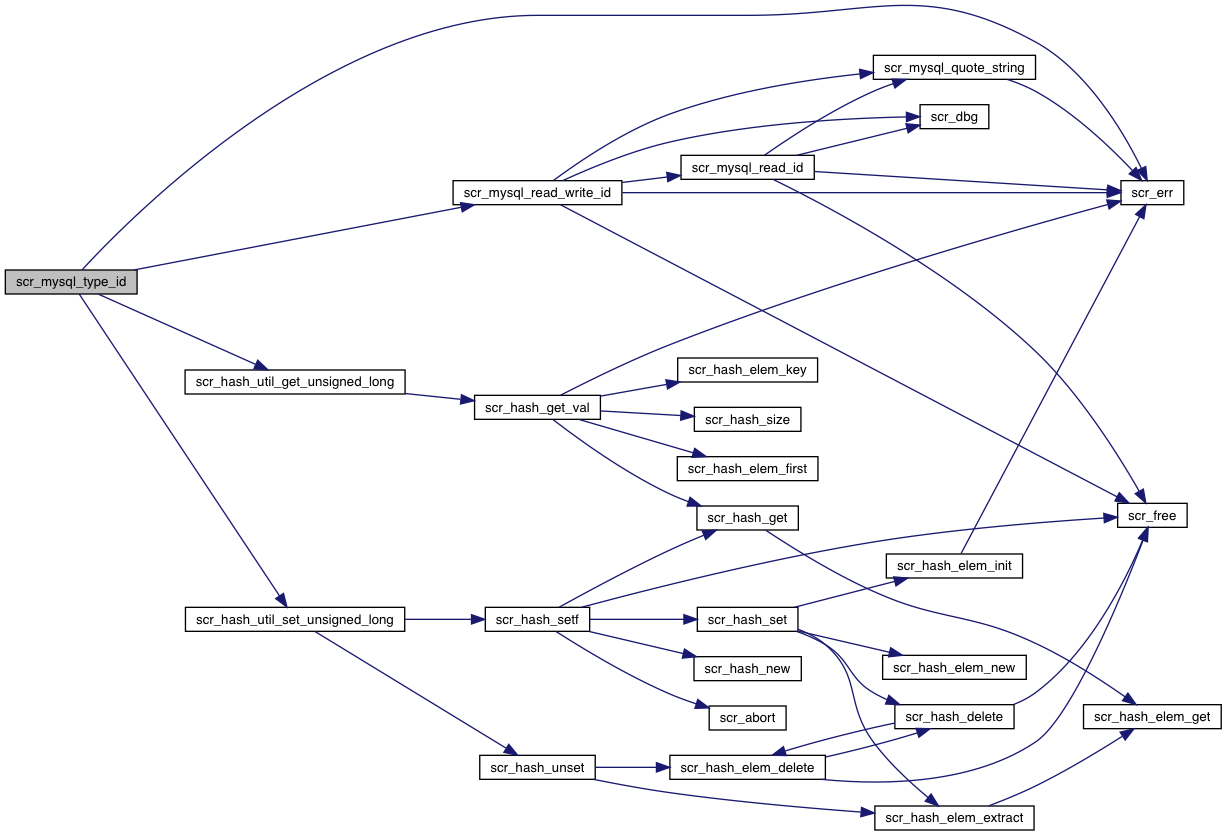 scr_mysql_quote_string
scr_dbg
scr_mysql_read_id
scr_mysql_read_write_id
scr_err
scr_mysql_type_id
scr_hash_elem_key
scr_hash_util_get_unsigned_long
scr_hash_get_val
scr_hash_size
scr_hash_elem_first
scr_hash_get
scr_free
scr_hash_elem_init
scr_hash_util_set_unsigned_long
scr_hash_setf
scr_hash_set
scr_hash_new
scr_hash_elem_new
scr_abort
scr_hash_delete
scr_hash_elem_get
scr_hash_unset
scr_hash_elem_delete
scr_hash_elem_extract